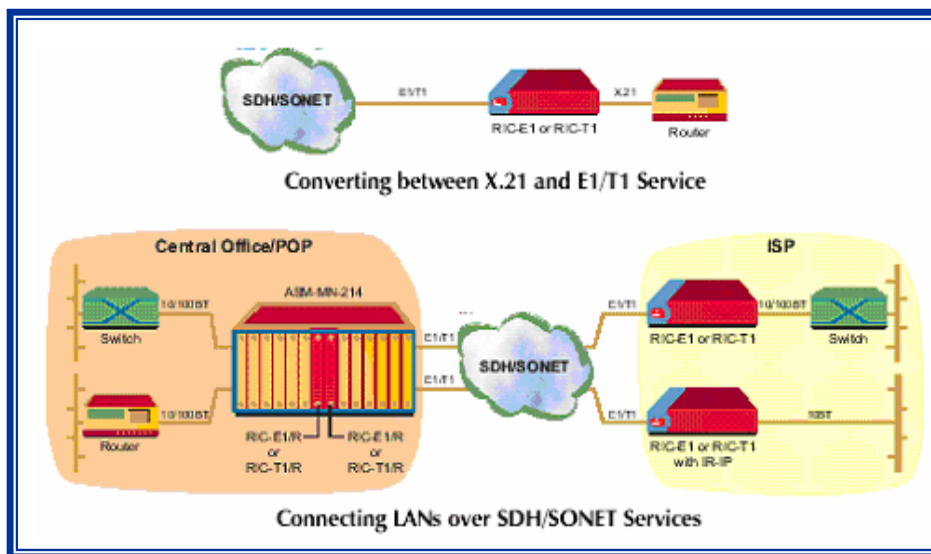 SDH/SONET
E1/T1
RIC-E1 or RIC-T1
X.21
Router
Converting between X.21 and E1/T1 Service
Central Office/POP
ISP
ASM-MN-214
10/100BT
Switch
E1/T1
E1/T1
RIC-E1 or RIC-T1
10/100BT
Switch
SDH/SONET
10/100BT
Router
E1/T1
RIC-E1/R
or
RIC-T1/R
RIC-E1/R
or
RIC-T1/R
E1/T1
RIC-E1 or RIC-T1
with IR-IP
10BT
Connecting LANs over SDH/SONET Services